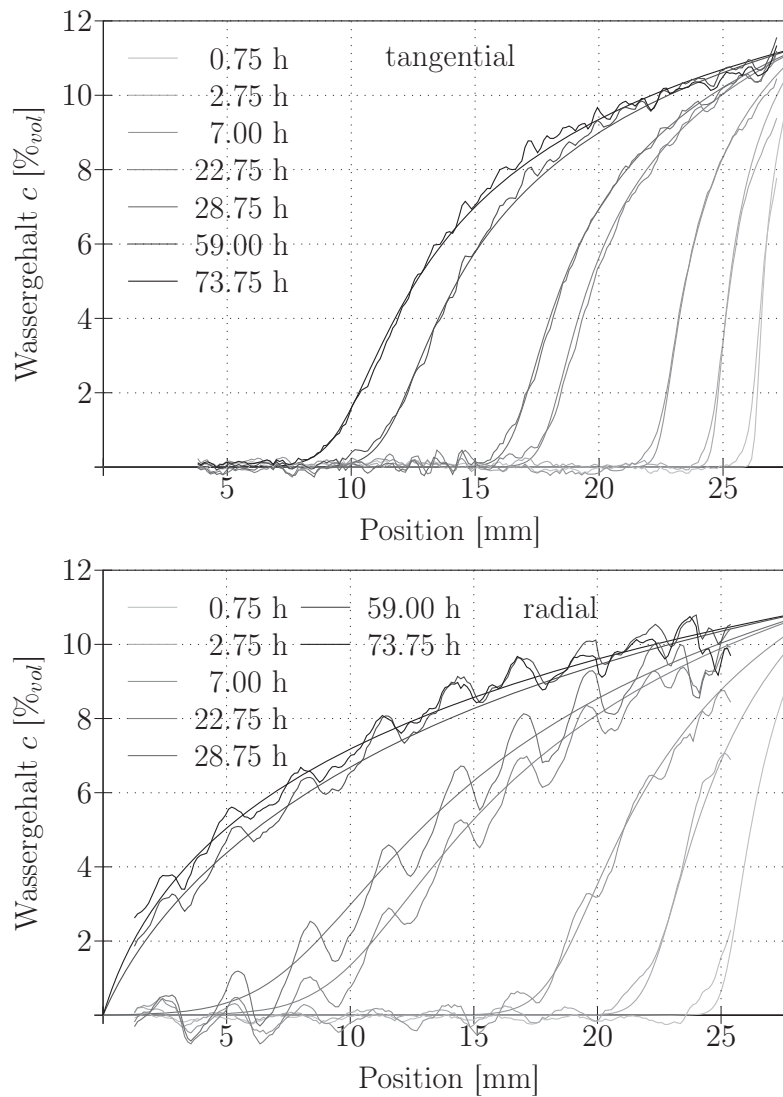 12
10
8
6
4
2
Wassergehalt c [%vol]
tangential
0.75 h
2.75 h
7.00 h
22.75 h
28.75 h
59.00 h
73.75 h
5 10 15 20 25
Position [mm]
12
10
8
6
4
2
Wassergehalt c [%vol]
radial
0.75 h 59.00 h
2.75 h 73.75 h
7.00 h
22.75 h
28.75 h
5 10 15 20 25
Position [mm]